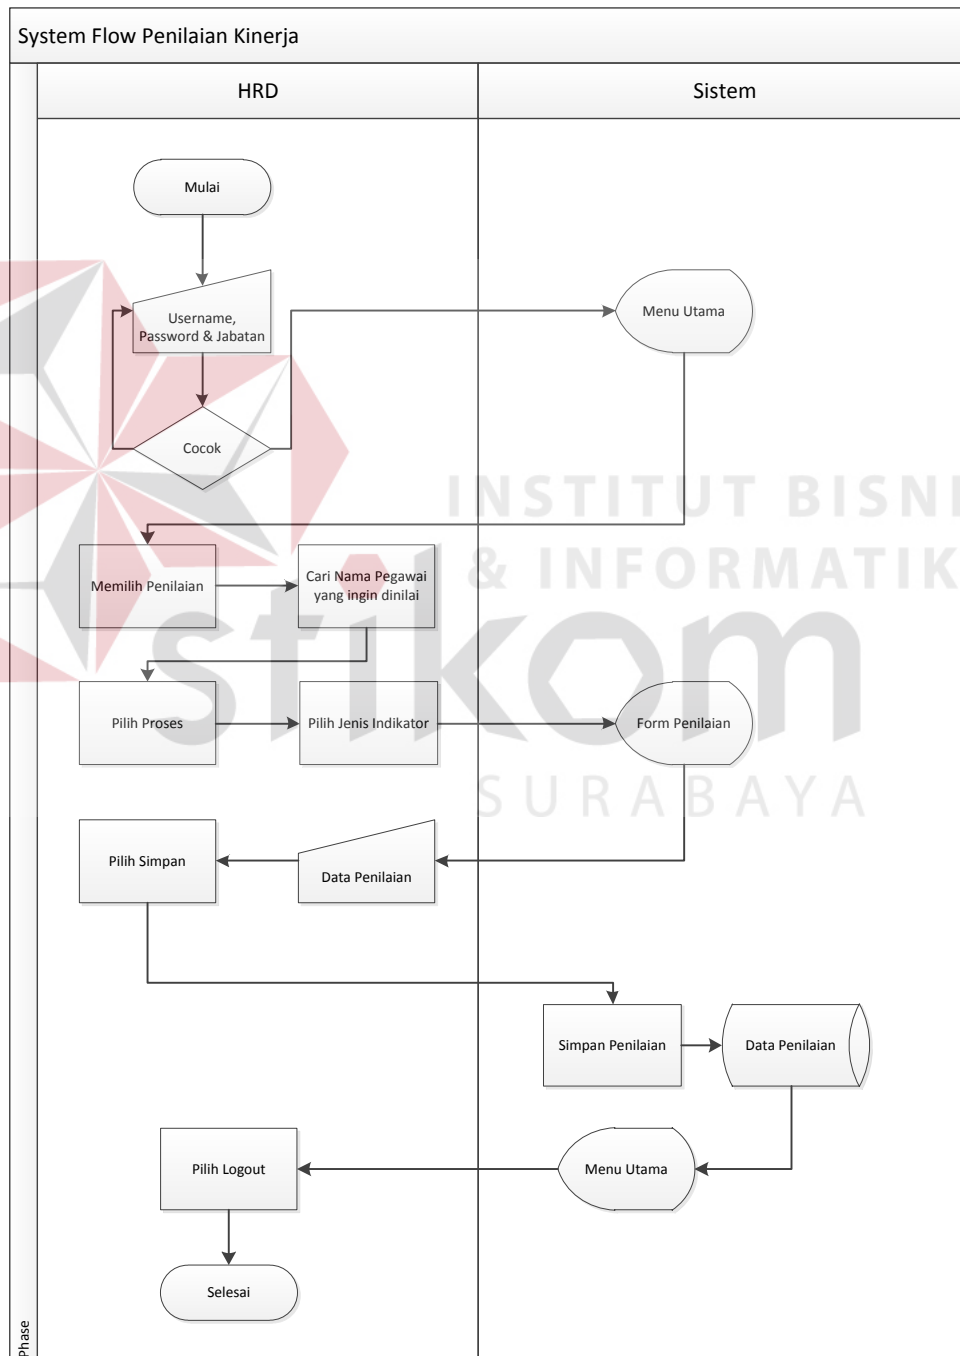 System Flow Penilaian Kinerja
HRD
Sistem
Mulai
Username,
Password & Jabatan
Menu Utama
Cocok
INSTITUT BISNI
& INFORMATIK
stikom
SURABAYA
Memilih Penilaian
Cari Nama Pegawai
yang ingin dinilai
Pilih Proses
Pilih Jenis Indikator
Form Penilaian
Pilih Simpan
Data Penilaian
Simpan Penilaian
Data Penilaian
Pilih Logout
Menu Utama
Selesai
Phase